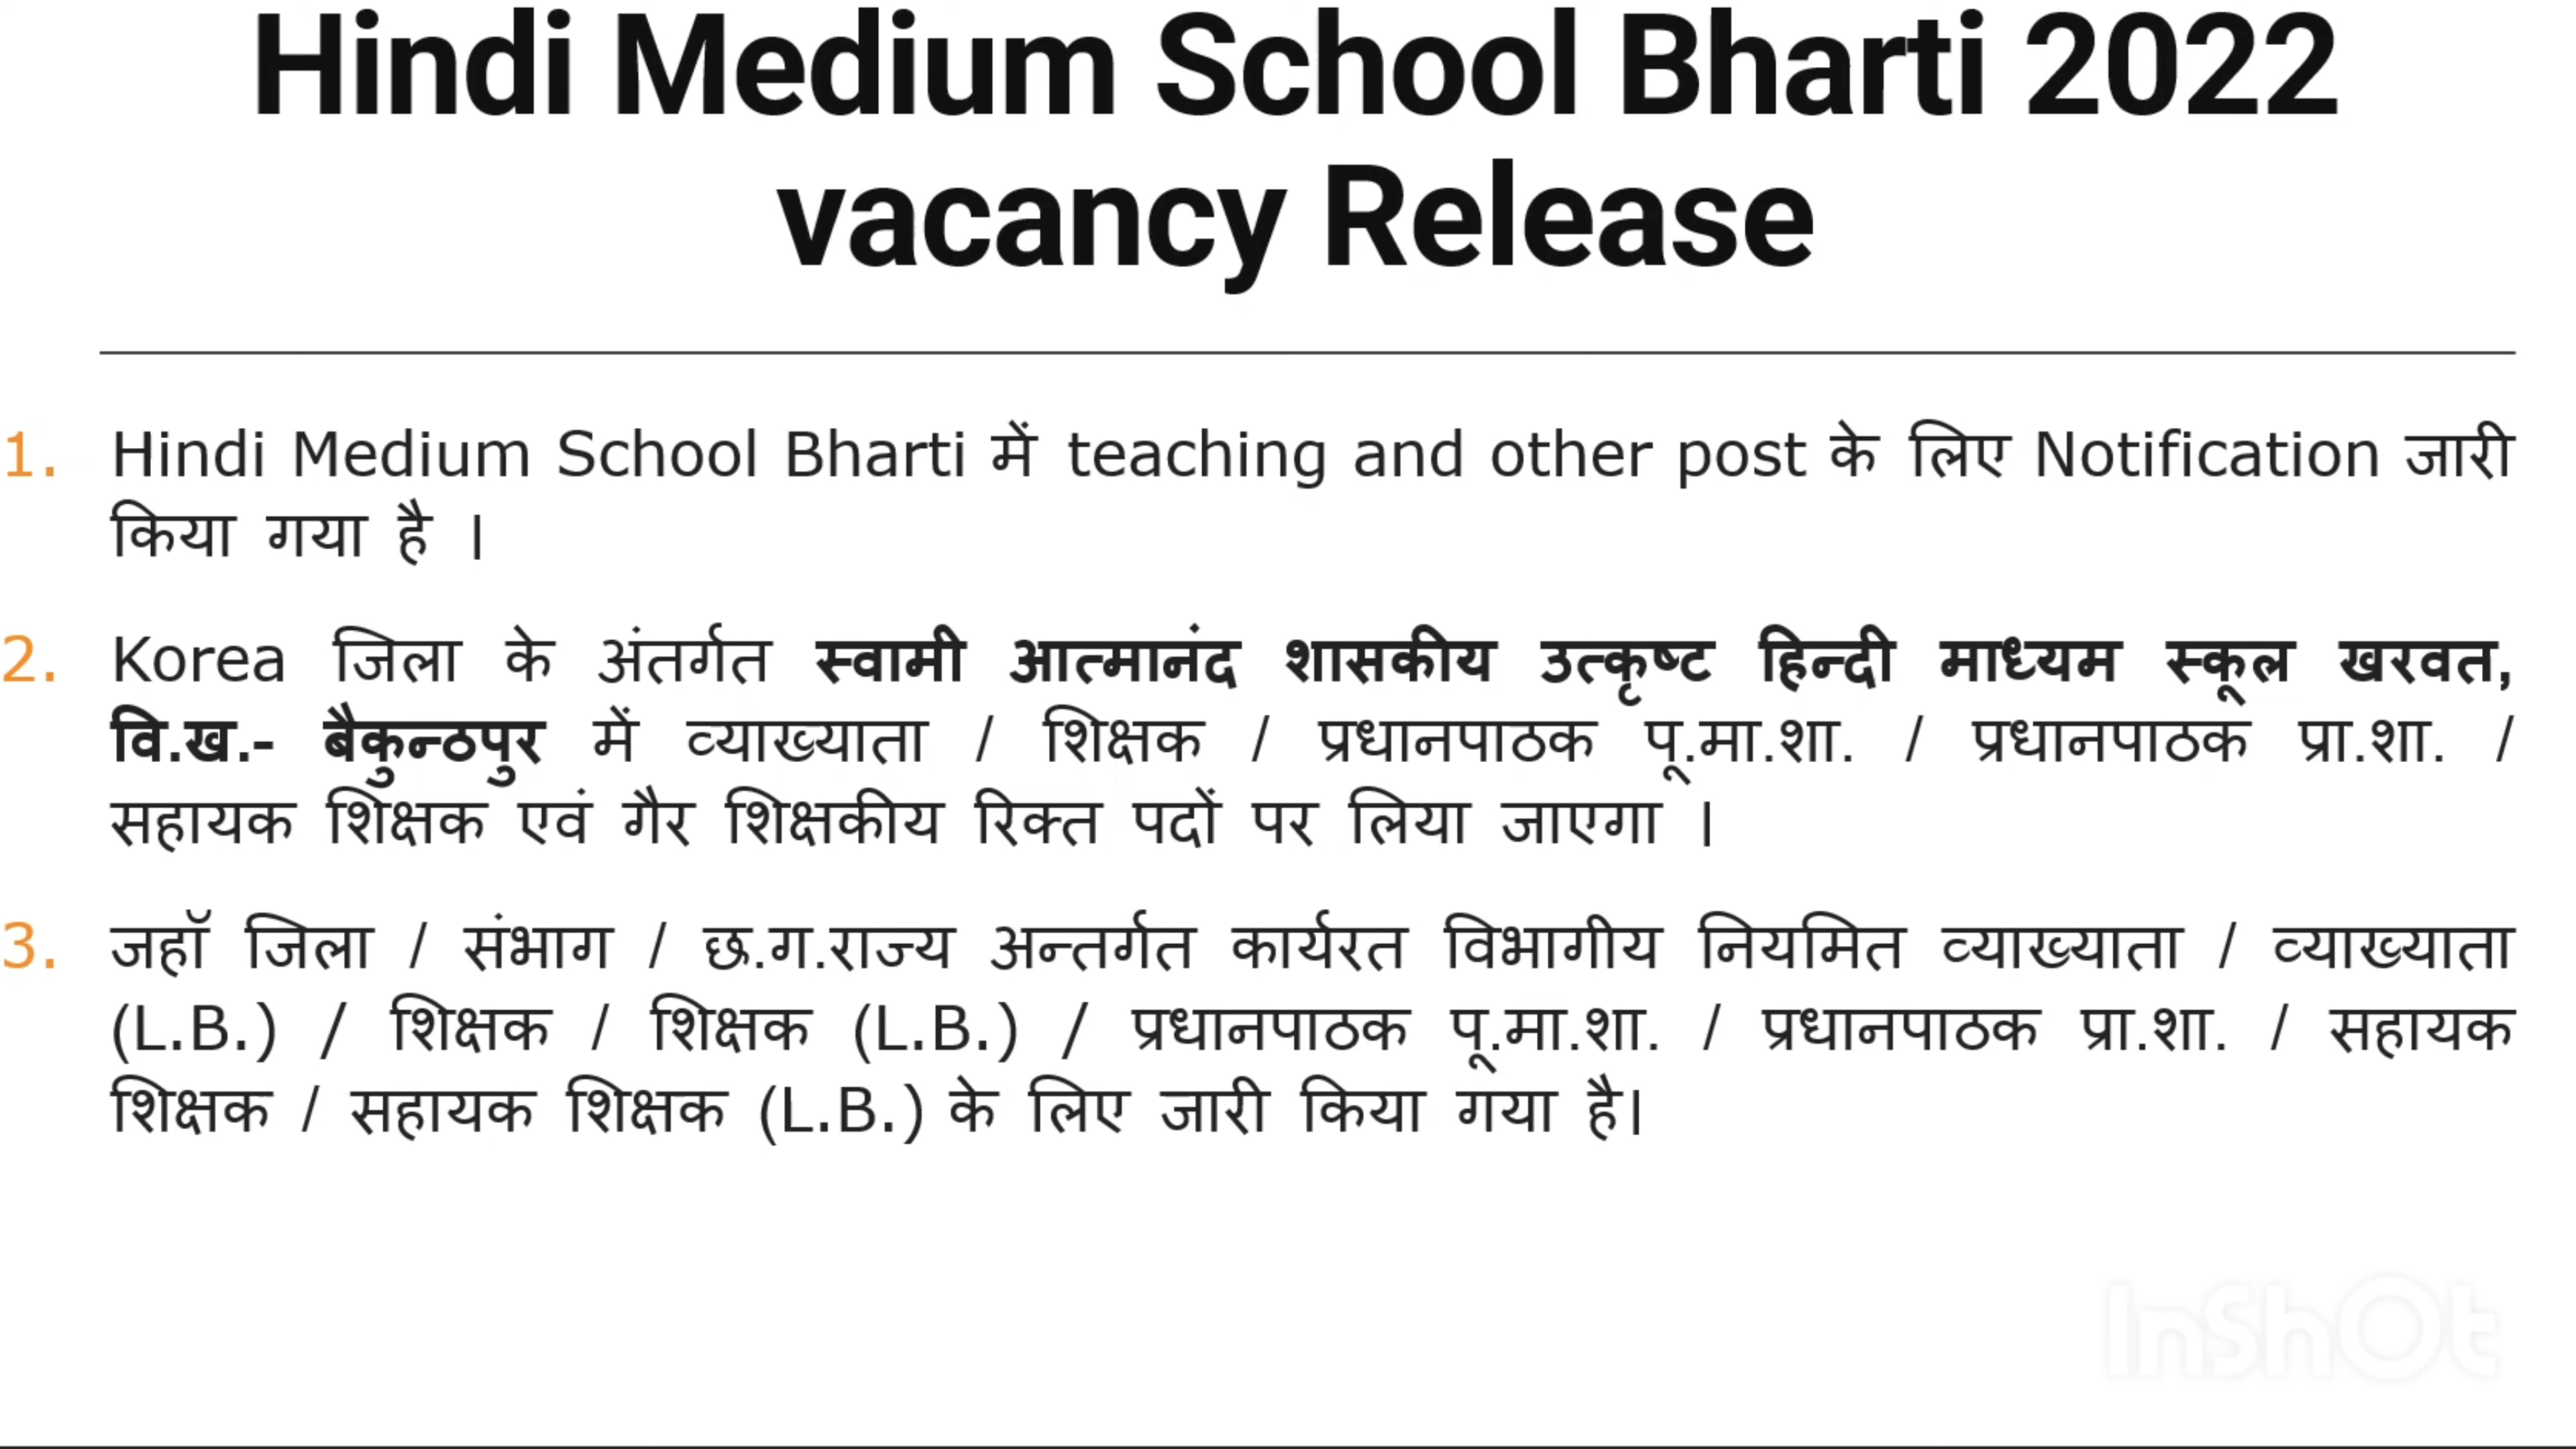 Hindi Medium School Bharti 2022
vacancy Release
1. Hindi Medium School Bharti में teaching and other post के लिए Notification जारी
किया गया है ।
2. Korea जिला के अंतर्गत स्वामी आत्मानंद शासकीय उत्कृष्ट हिन्दी माध्यम स्कूल खरवत,
वि.ख.- बैकुन्ठपुर में व्याख्याता / शिक्षक / प्रधानपाठक पू.मा.शा. / प्रधानपाठक प्रा.शा. /
सहायक शिक्षक एवं गैर शिक्षकीय रिक्त पदों पर लिया जाएगा ।
3. जहॉ जिला / संभाग / छ.ग.राज्य अन्तर्गत कार्यरत विभागीय नियमित व्याख्याता / व्याख्याता
(L.B.) / शिक्षक / शिक्षक (L.B.) / प्रधानपाठक पू.मा.शा. / प्रधानपाठक प्रा.शा. / सहायक
शिक्षक / सहायक शिक्षक (L.B.) के लिए जारी किया गया है।
InShOt